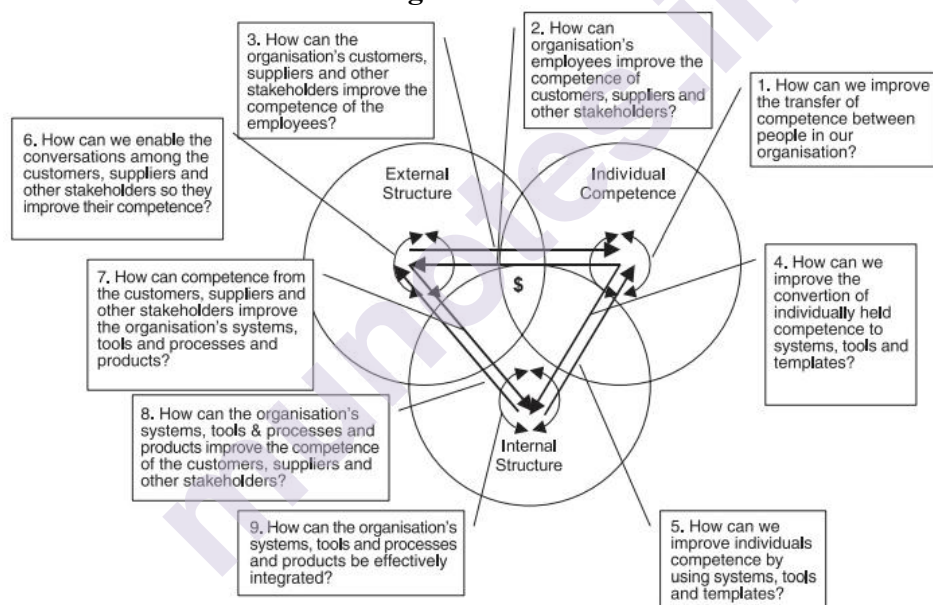 3. How can the
organisation's customers,
suppliers and other
stakeholders improve the
competence of the
employees?
2. How can
organisation's
employees improve the
competence of
customers, suppliers and
other stakeholders?
1. How can we improve
the transfer of
competence between
people in our
organisation?
6. How can we enable the
conversations among the
customers, suppliers and
other stakeholders so they
improve their competence?
External
Structure
Individual
Competence
7. How can competence from
the customers, suppliers and
other stakeholders improve
the organisation's systems,
tools and processes and
products?
$
4. How can we
improve the
convertion of
individually held
competence to
systems, tools and
templates?
8. How can the organisation's
systems, tools & processes and
products improve the competence
of the customers, suppliers and
other stakeholders?
Internal
Structure
9. How can the organisation's
systems, tools and processes
and products be effectively
integrated?
5. How can we
improve individuals
competence by
using systems, tools
and templates?
munotes.in